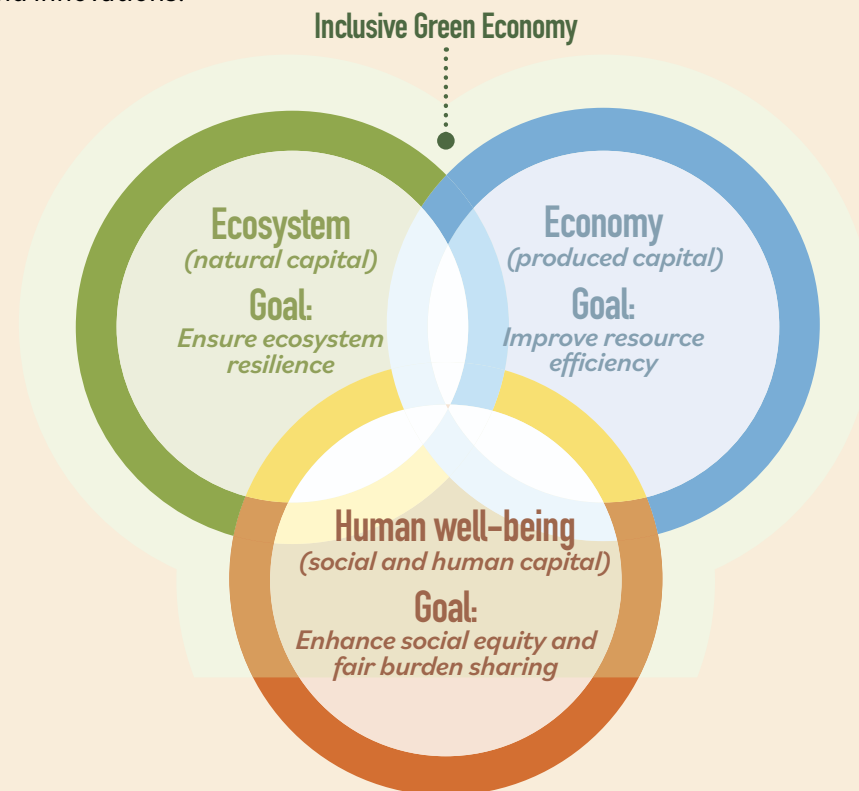 innovations.
Inclusive Green Economy
Ecosystem
(natural capital)
Goal:
Ensure ecosystem
resilience
Economy
(produced capital)
Goal:
Improve resource
efficiency
Human well-being
(social and human capital)
Goal:
Enhance social equity and
fair burden sharing